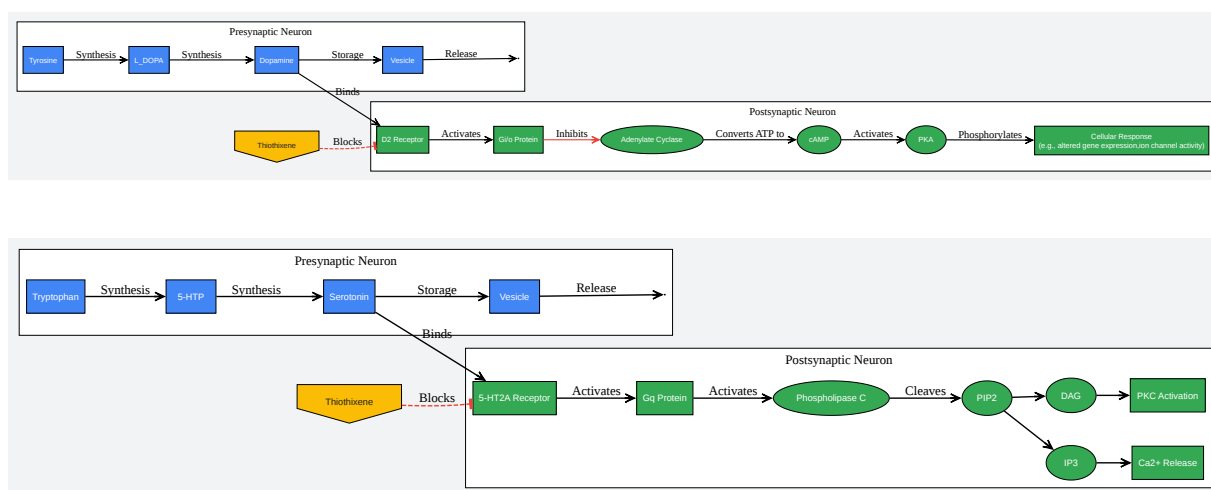 Presynaptic Neuron
Tyrosine
Synthesis
L_DOPA
Synthesis
Dopamine
Storage
Vesicle
Release
Binds
Postsynaptic Neuron
Thiothixene
Blocks
D2 Receptor
Activates
Gi/o Protein
Inhibits
Adenylate Cyclase
Converts ATP to
cAMP
Activates
PKA
Phosphorylates
Cellular Response
(e.g., altered gene expression,ion channel activity)
Presynaptic Neuron
Tryptophan
Synthesis
5-HTP
Synthesis
Serotonin
Storage
Vesicle
Release
Binds
Postsynaptic Neuron
Thiothixene
Blocks
5-HT2A Receptor
Activates
Gq Protein
Activates
Phospholipase C
Cleaves
PIP2
DAG
PKC Activation
IP3
Ca2+ Release